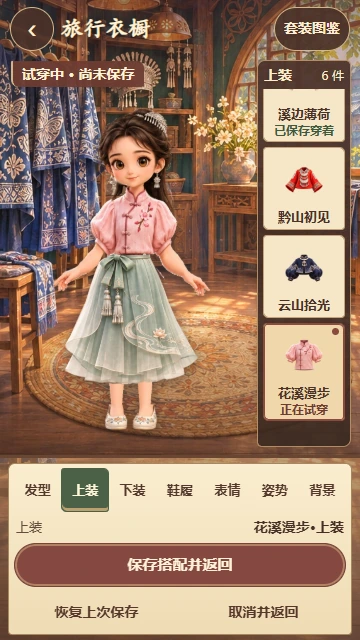 旅行衣橱
套装图鉴
试穿中•尚未保存
上装 6 件
溪边薄荷
已保存穿着
黔山初见
云山拾光
花溪漫步
正在试穿
发型 上装 下装 鞋履 表情 姿势 背景
上装 花溪漫步•上装
保存搭配并返回
恢复上次保存 取消并返回